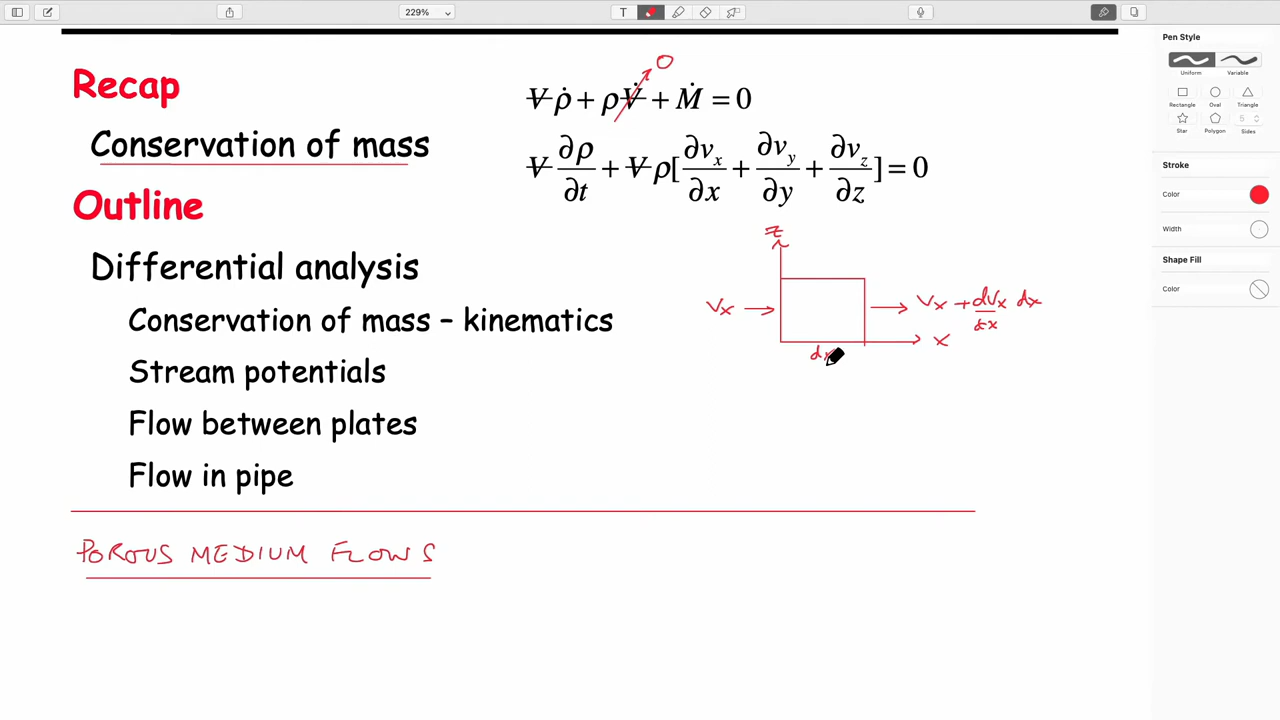 229%
T
Pen Style
Uniform Variable
Rectangle Oval Triangle
Star Polygon 5 Sides
Stroke
Color
Width
Shape Fill
Color
Recap
Conservation of mass
Outline
Differential analysis
Conservation of mass – kinematics
Stream potentials
Flow between plates
Flow in pipe
POROUS MEDIUM FLOWS
V̶ρ̇ + ρV̶̇ + Ṁ = 0
0
V̶ ∂ρ/∂t + V̶ρ[∂vₓ/∂x + ∂v_y/∂y + ∂v_z/∂z] = 0
z
Vx
Vx + dVx/dx dx
x